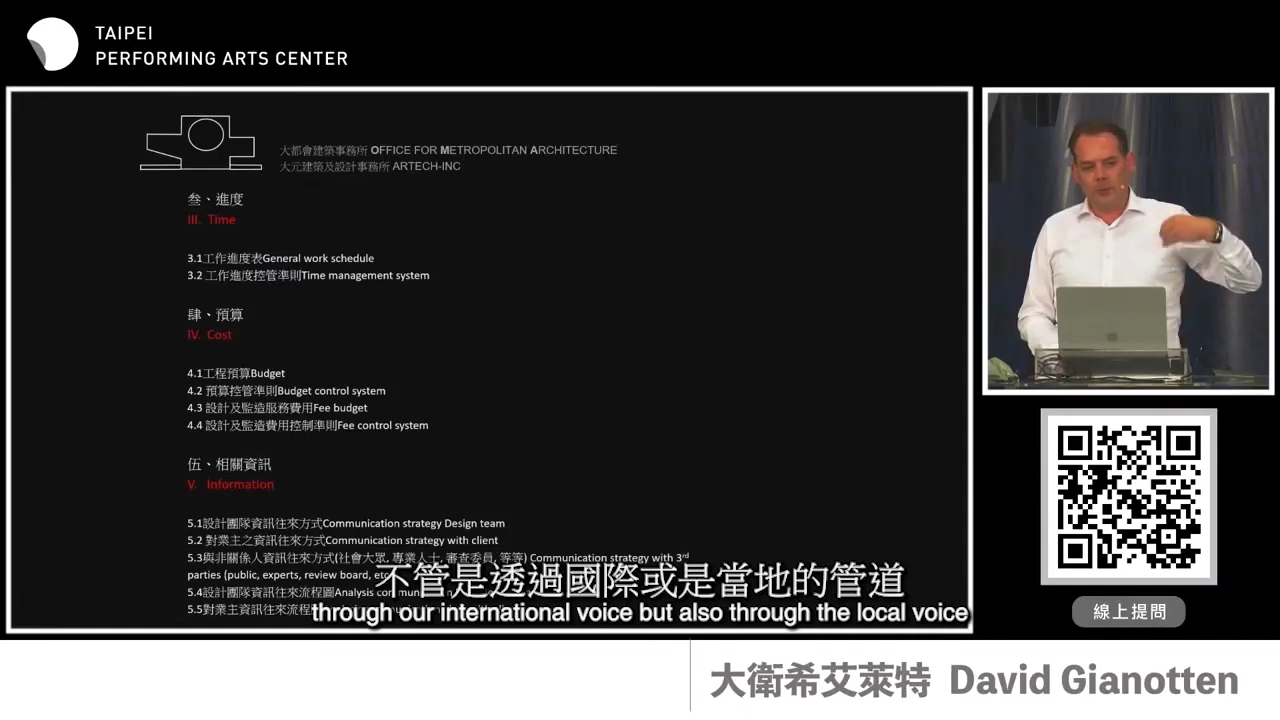 TAIPEI
PERFORMING ARTS CENTER
大都會建築事務所 OFFICE FOR METROPOLITAN ARCHITECTURE
大元建築及設計事務所 ARTECH-INC
叁、進度
III. Time
3.1工作進度表General work schedule
3.2 工作進度控管準則Time management system
肆、預算
IV. Cost
4.1工程預算Budget
4.2 預算控管準則Budget control system
4.3 設計及監造服務費用Fee budget
4.4 設計及監造費用控制準則Fee control system
伍、相關資訊
V. Information
5.1設計團隊資訊往來方式Communication strategy Design team
5.2 對業主之資訊往來方式Communication strategy with client
5.3與非關係人資訊往來方式(社會大眾, 專業人士, 審查委員, 等等) Communication strategy with 3rd
parties (public, experts, review board, etc
5.4設計團隊資訊往來流程圖Analysis
5.5對業主資訊往來流程
不管是透過國際或是當地的管道
through our international voice but also through the local voice
線上提問
大衛希艾萊特 David Gianotten